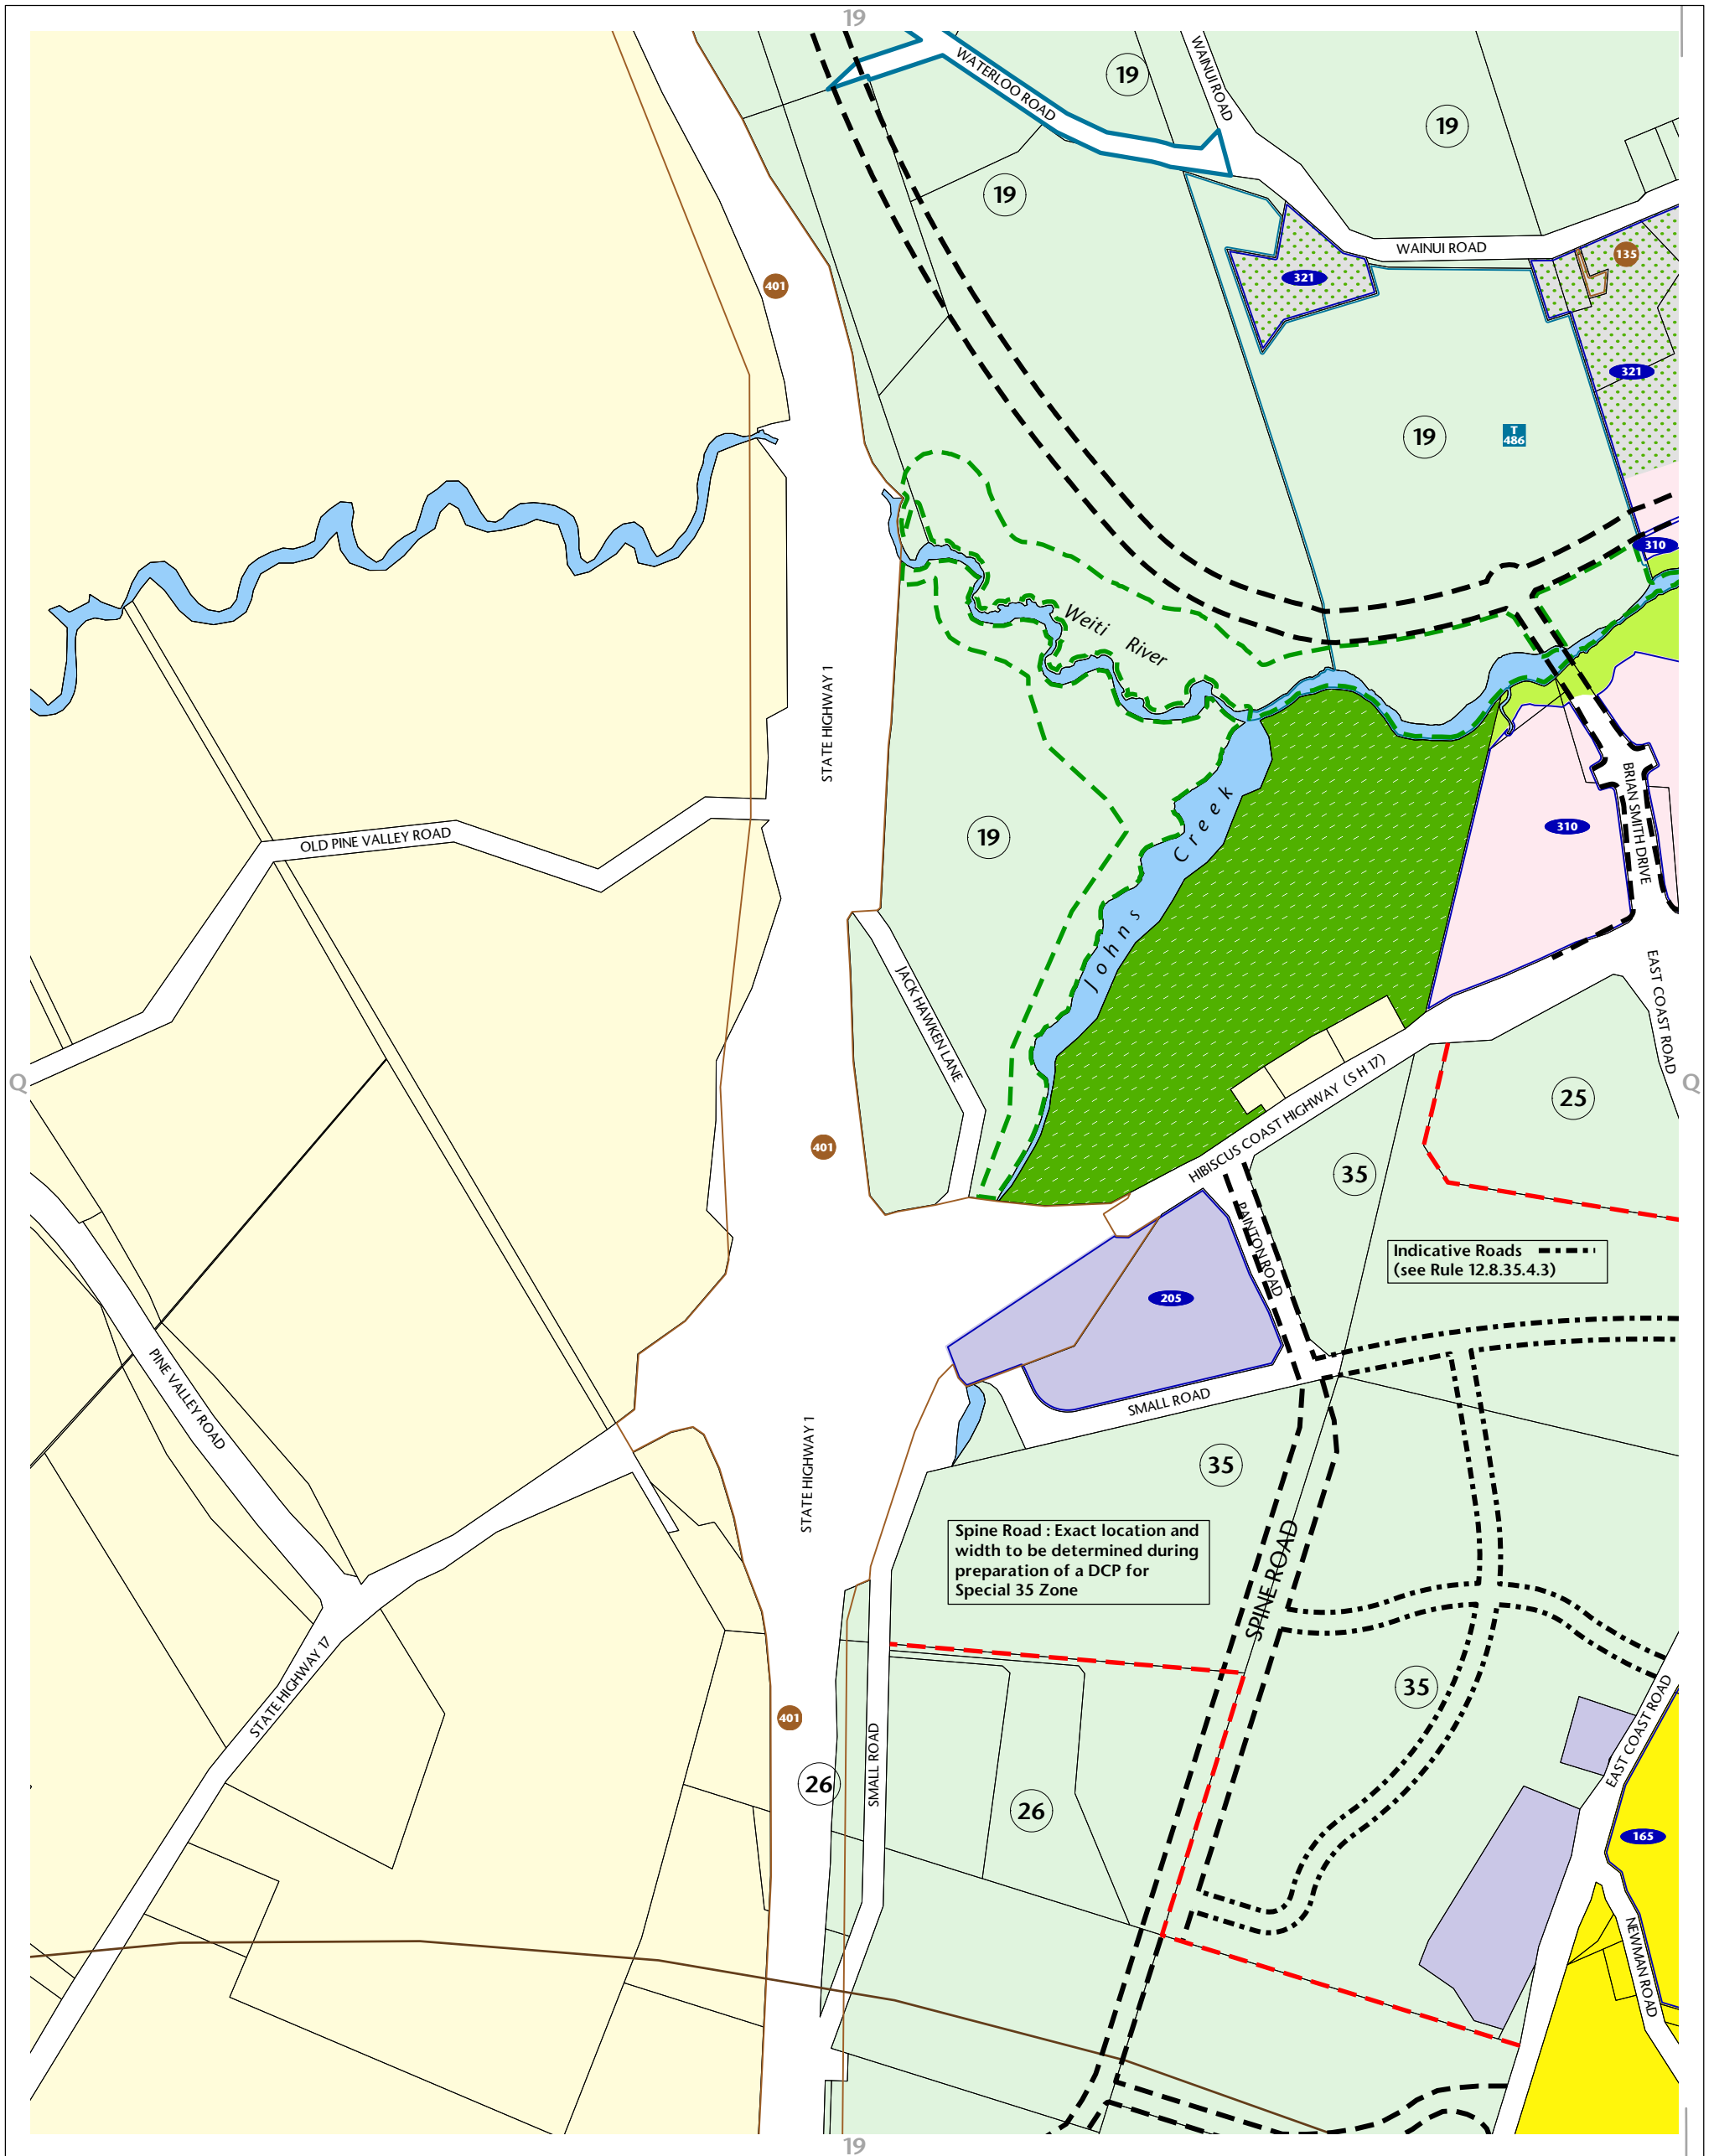 19
WATERLOO ROAD
WAINUI ROAD
19
19
19
WAINUI ROAD
135
321
401
321
19
T
486
310
Weiti River
STATE HIGHWAY 1
BRIAN SMITH DRIVE
310
OLD PINE VALLEY ROAD
19
Johns Creek
JACK HAWKEN LANE
EAST COAST ROAD
Q
Q
25
HIBISCUS COAST HIGHWAY (SH 17)
401
35
PAINTON ROAD
Indicative Roads
(see Rule 12.8.35.4.3)
205
PINE VALLEY ROAD
SMALL ROAD
STATE HIGHWAY 1
35
Spine Road : Exact location and
width to be determined during
preparation of a DCP for
Special 35 Zone
SPINE ROAD
STATE HIGHWAY 17
35
EAST COAST ROAD
401
SMALL ROAD
26
26
165
NEWMAN ROAD
19